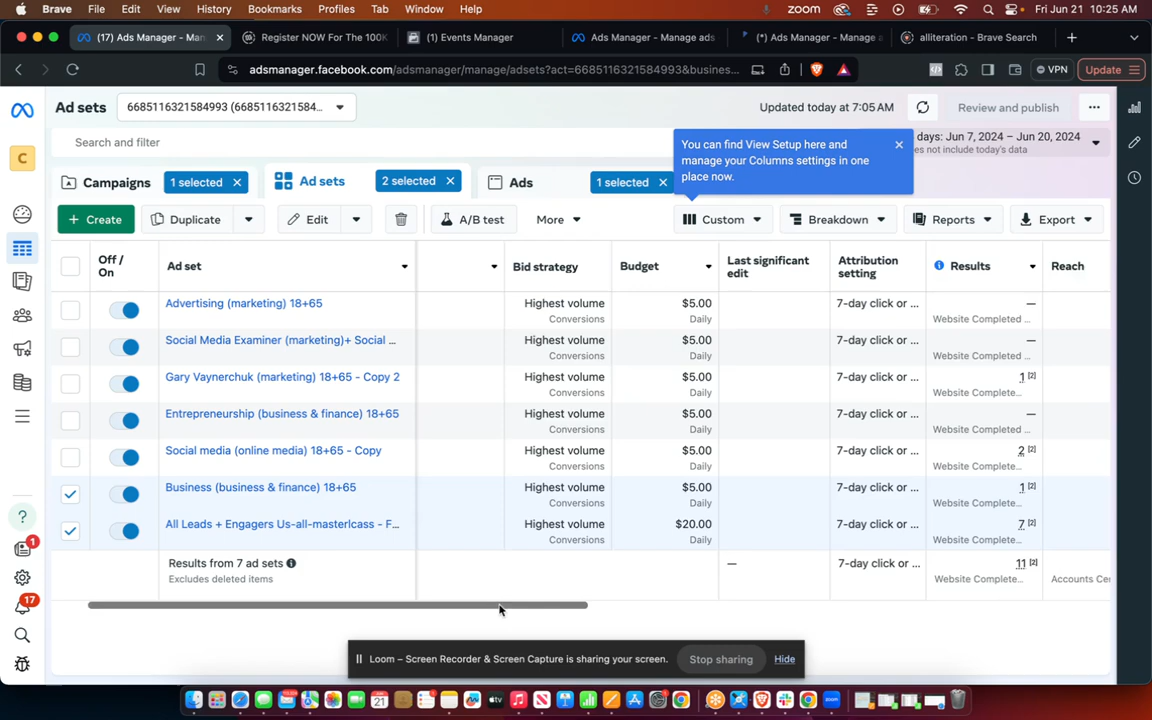 Brave File Edit View History Bookmarks Profiles Tab Window Help zoom Fri Jun 21 10:25 AM
(17) Ads Manager - Man Register NOW For The 100K (1) Events Manager Ads Manager - Manage ads (*) Ads Manager - Manage a alliteration - Brave Search
adsmanager.facebook.com/adsmanager/manage/adsets?act=6685116321584993&busines... VPN Update
Ad sets 6685116321584993 (6685116321584... Updated today at 7:05 AM Review and publish
C
Search and filter
days: Jun 7, 2024 – Jun 20, 2024
es not include today's data
You can find View Setup here and
manage your Columns settings in one
place now.
Campaigns 1 selected Ad sets 2 selected Ads 1 selected
+ Create Duplicate Edit A/B test More Custom Breakdown Reports Export
Off / On Ad set Bid strategy Budget Last significant edit Attribution setting Results Reach
Advertising (marketing) 18+65 Highest volume $5.00 7-day click or ... —
Conversions Daily Website Completed ...
Social Media Examiner (marketing)+ Social ... Highest volume $5.00 7-day click or ... —
Conversions Daily Website Completed ...
Gary Vaynerchuk (marketing) 18+65 - Copy 2 Highest volume $5.00 7-day click or ... 1 [2]
Conversions Daily Website Complete...
Entrepreneurship (business & finance) 18+65 Highest volume $5.00 7-day click or ... —
Conversions Daily Website Completed ...
Social media (online media) 18+65 - Copy Highest volume $5.00 7-day click or ... 2 [2]
Conversions Daily Website Complete...
Business (business & finance) 18+65 Highest volume $5.00 7-day click or ... 1 [2]
Conversions Daily Website Complete...
All Leads + Engagers Us-all-masterlcass - F... Highest volume $20.00 7-day click or ... 7 [2]
Conversions Daily Website Complete...
Results from 7 ad sets — 7-day click or ... 11 [2]
Excludes deleted items Website Complete... Accounts Ce
1
17
Loom – Screen Recorder & Screen Capture is sharing your screen. Stop sharing Hide